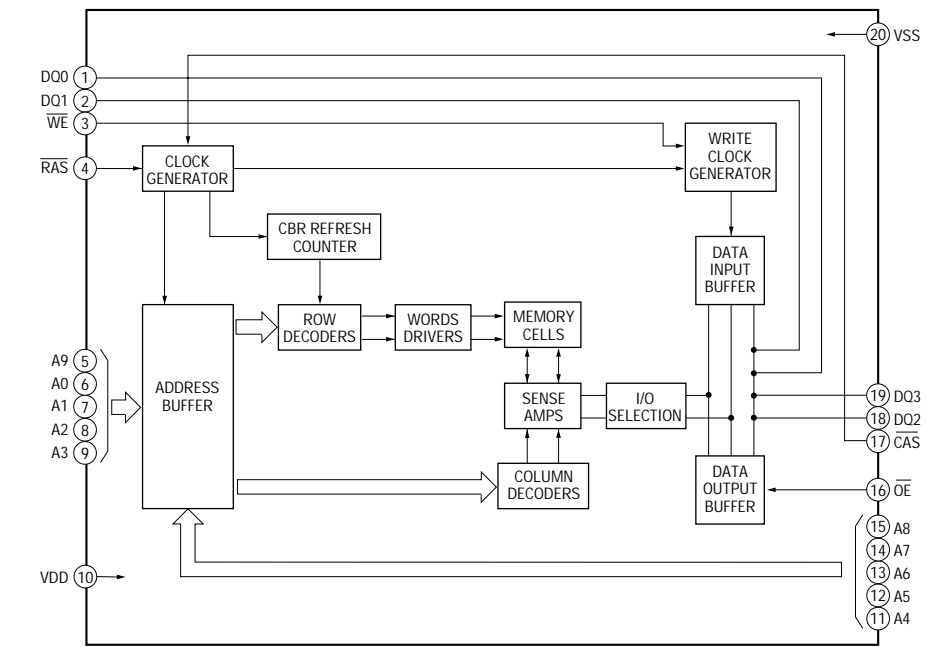 20 VSS
DQ0 1
DQ1 2
WE 3
RAS 4
CLOCK
GENERATOR
WRITE
CLOCK
GENERATOR
CBR REFRESH
COUNTER
DATA
INPUT
BUFFER
ROW
DECODERS
WORDS
DRIVERS
MEMORY
CELLS
A9 5
A0 6
A1 7
A2 8
A3 9
ADDRESS
BUFFER
SENSE
AMPS
I/O
SELECTION
19 DQ3
18 DQ2
17 CAS
COLUMN
DECODERS
DATA
OUTPUT
BUFFER
16 OE
15 A8
14 A7
13 A6
12 A5
11 A4
VDD 10